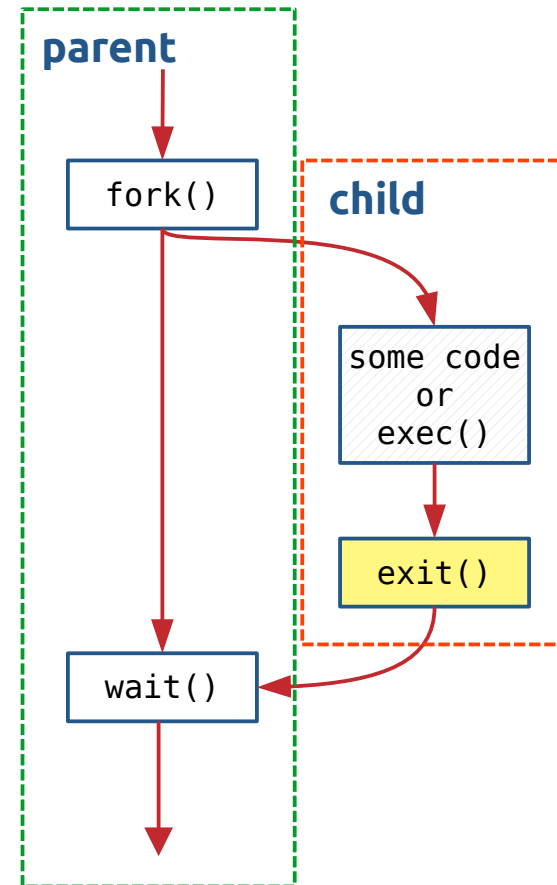 parent
fork()
child
some code
or
exec()
exit()
wait()